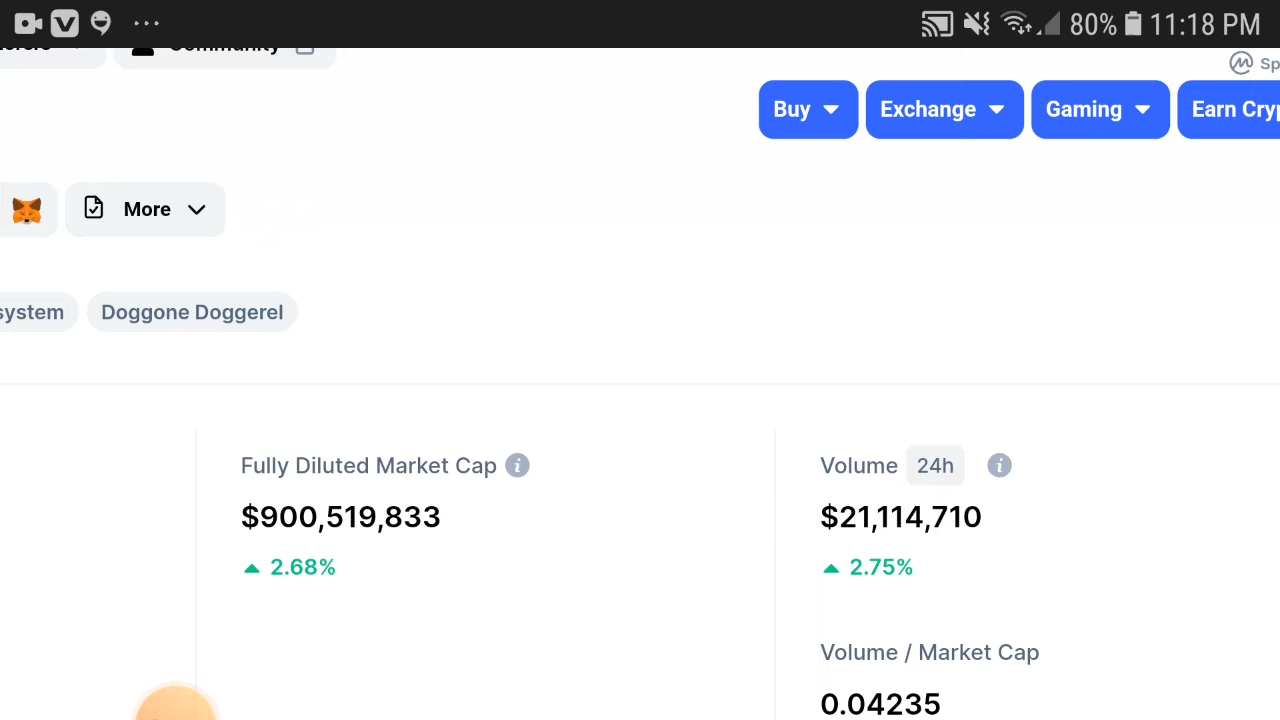 80% 11:18 PM
Community
Sp
Buy Exchange Gaming Earn Cryp
More
system Doggone Doggerel
Fully Diluted Market Cap Volume 24h
$900,519,833 $21,114,710
2.68% 2.75%
Volume / Market Cap
0.04235